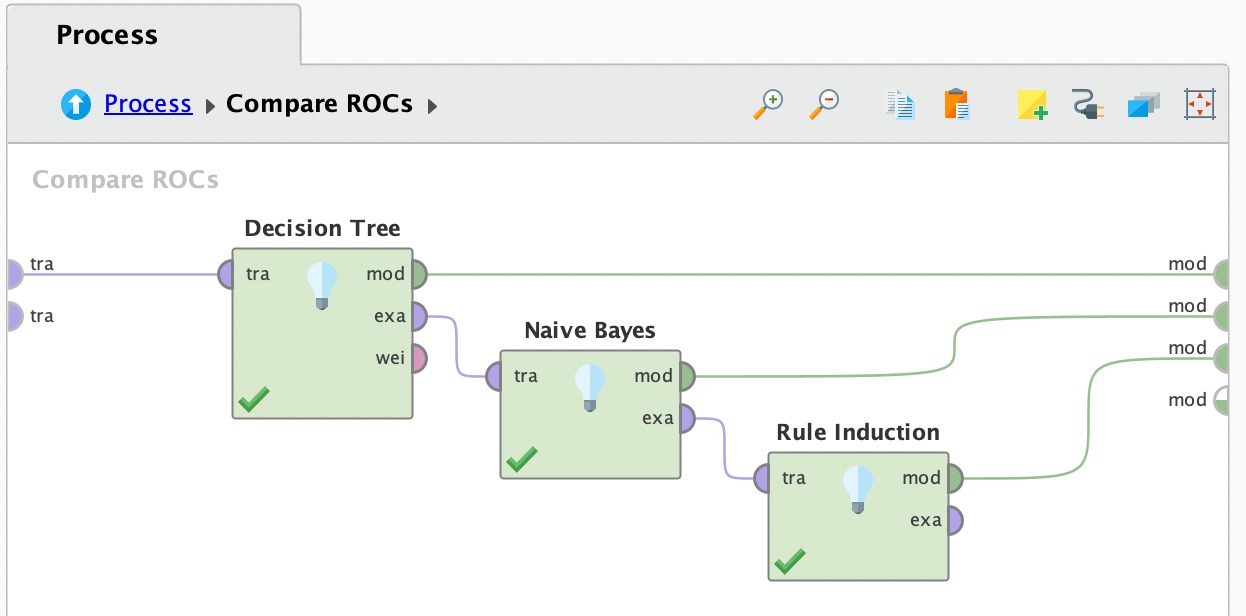 Process
Process Compare ROCs
Compare ROCs
Decision Tree
tra tra mod mod
tra exa mod
wei mod
Naive Bayes
tra mod mod
exa
Rule Induction
tra mod
exa